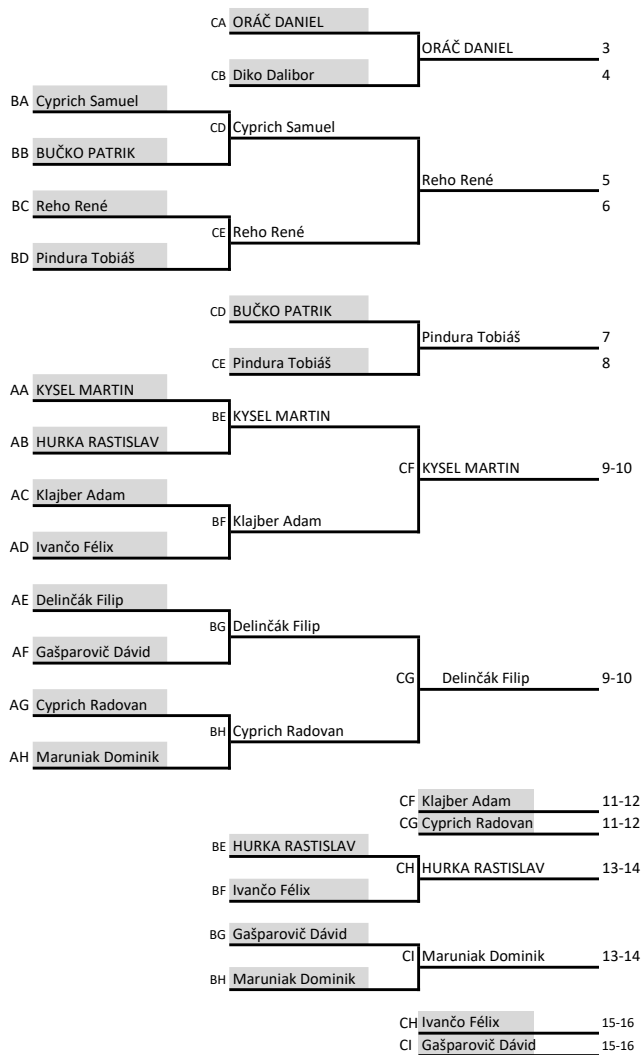 CA ORÁČ DANIEL
ORÁČ DANIEL 3
CB Diko Dalibor 4
BA Cyprich Samuel
CD Cyprich Samuel
BB BUČKO PATRIK
Reho René 5
BC Reho René 6
CE Reho René
BD Pindura Tobiáš
CD BUČKO PATRIK
Pindura Tobiáš 7
CE Pindura Tobiáš 8
AA KYSEL MARTIN
BE KYSEL MARTIN
AB HURKA RASTISLAV
CF KYSEL MARTIN 9-10
AC Klajber Adam
BF Klajber Adam
AD Ivančo Félix
AE Delinčák Filip
BG Delinčák Filip
AF Gašparovič Dávid
CG Delinčák Filip 9-10
AG Cyprich Radovan
BH Cyprich Radovan
AH Maruniak Dominik
CF Klajber Adam 11-12
CG Cyprich Radovan 11-12
BE HURKA RASTISLAV
CH HURKA RASTISLAV 13-14
BF Ivančo Félix
BG Gašparovič Dávid
CI Maruniak Dominik 13-14
BH Maruniak Dominik
CH Ivančo Félix 15-16
CI Gašparovič Dávid 15-16